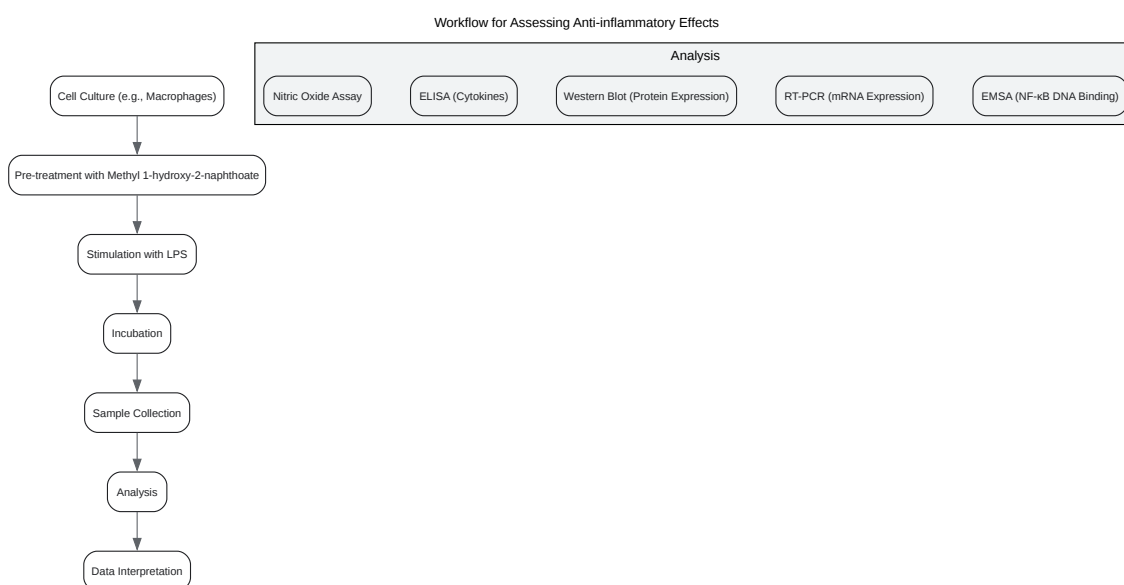 Workflow for Assessing Anti-inflammatory Effects
Analysis
Cell Culture (e.g., Macrophages)
Nitric Oxide Assay
ELISA (Cytokines)
Western Blot (Protein Expression)
RT-PCR (mRNA Expression)
EMSA (NF-κB DNA Binding)
Pre-treatment with Methyl 1-hydroxy-2-naphthoate
Stimulation with LPS
Incubation
Sample Collection
Analysis
Data Interpretation